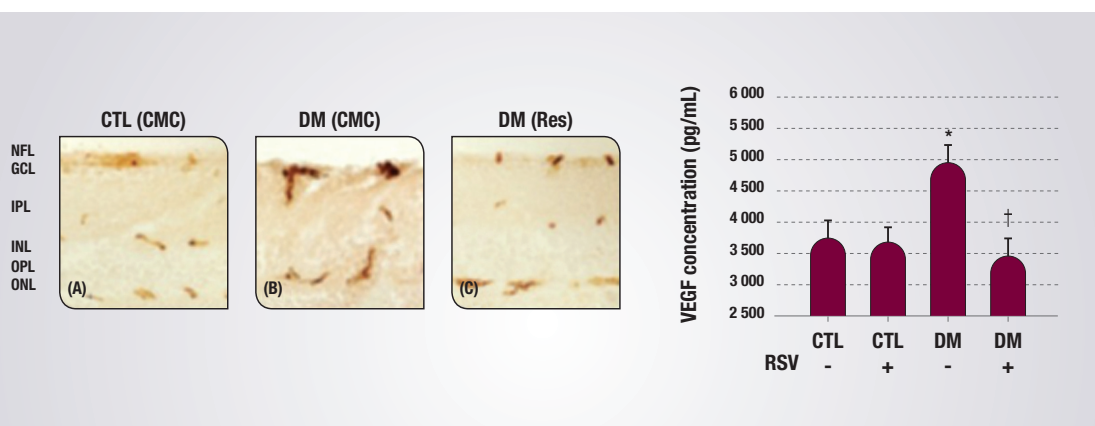 CTL (CMC)
DM (CMC)
DM (Res)
NFL
GCL
IPL
INL
OPL
ONL
(A)
(B)
(C)
VEGF concentration (pg/mL)
6 000
5 500
5 000
4 500
4 000
3 500
3 000
2 500
*
†
CTL CTL DM DM
RSV - + - +